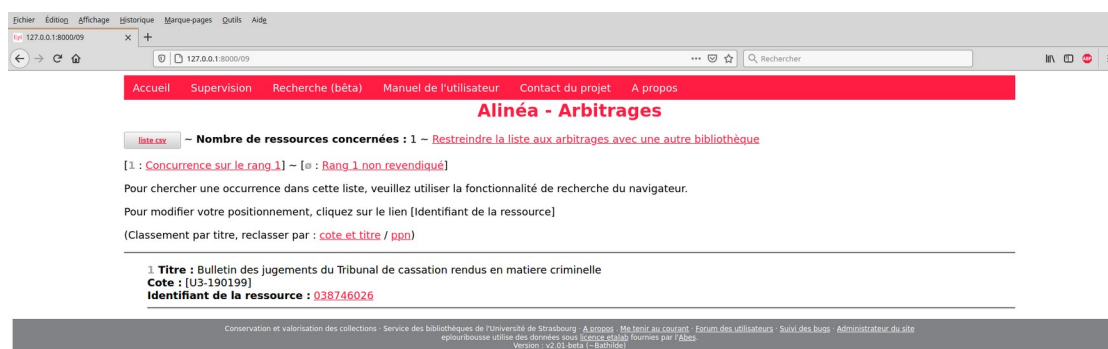 Fichier Édition Affichage Historique Marque-pages Outils Aide
127.0.0.1:8000/09 × +
127.0.0.1:8000/09 Rechercher
Accueil Supervision Recherche (bêta) Manuel de l'utilisateur Contact du projet A propos
Alinéa - Arbitrages
liste csv ~ Nombre de ressources concernées : 1 ~ Restreindre la liste aux arbitrages avec une autre bibliothèque
[1 : Concurrence sur le rang 1] ~ [ø : Rang 1 non revendiqué]
Pour chercher une occurrence dans cette liste, veuillez utiliser la fonctionnalité de recherche du navigateur.
Pour modifier votre positionnement, cliquez sur le lien [Identifiant de la ressource]
(Classement par titre, reclasser par : cote et titre / ppn)
1 Titre : Bulletin des jugements du Tribunal de cassation rendus en matiere criminelle
Cote : [U3-190199]
Identifiant de la ressource : 038746026
Conservation et valorisation des collections · Service des bibliothèques de l'Université de Strasbourg · A propos · Me tenir au courant · Forum des utilisateurs · Suivi des bugs · Administrateur du site
eplouribousse utilise des données sous licence etalab fournies par l'Abes.
Version : v2.01-beta (~Bathilde)